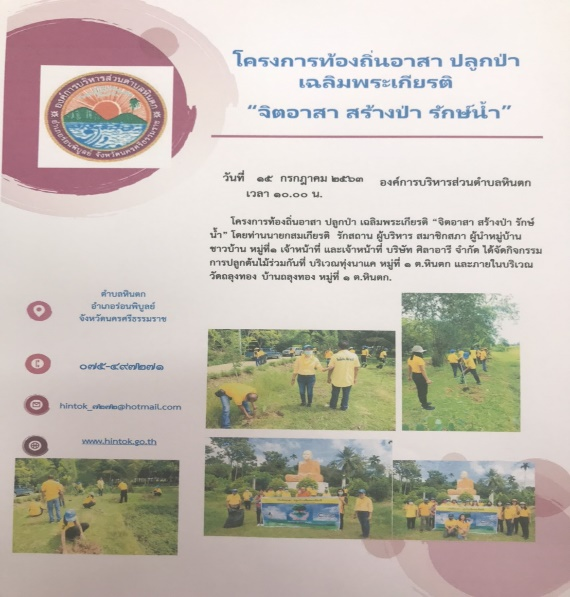 โครงการท้องถิ่นอาสา ปลูกป่า
เฉลิมพระเกียรติ
“จิตอาสา สร้างป่า รักษ์น้ำ”
องค์การบริหารส่วนตำบลหินตก
อำเภอร่อนพิบูลย์ จังหวัดนครศรีธรรมราช
วันที่ ๑๕ กรกฎาคม ๒๕๖๓ องค์การบริหารส่วนตำบลหินตก
เวลา ๑๐.๐๐ น.
โครงการท้องถิ่นอาสา ปลูกป่า เฉลิมพระเกียรติ “จิตอาสา สร้างป่า รักษ์
น้ำ” โดยท่านนายกสมเกียรติ รักสถาน ผู้บริหาร สมาชิกสภา ผู้นำหมู่บ้าน
ชาวบ้าน หมู่ที่๑ เจ้าหน้าที่ และเจ้าหน้าที่ บริษัท ศิลาอารี จำกัด ได้จัดกิจกรรม
การปลูกต้นไม้ร่วมกันที่ บริเวณทุ่งนาแค หมู่ที่ ๑ ต.หินตก และภายในบริเวณ
วัดถลุงทอง บ้านถลุงทอง หมู่ที่ ๑ ต.หินตก.
ตำบลหินตก
อำเภอร่อนพิบูลย์
จังหวัดนครศรีธรรมราช
๐๗๕-๔๙๗๒๗๑
hintok_๗๒๗๒@hotmail.com
www.hintok.go.th